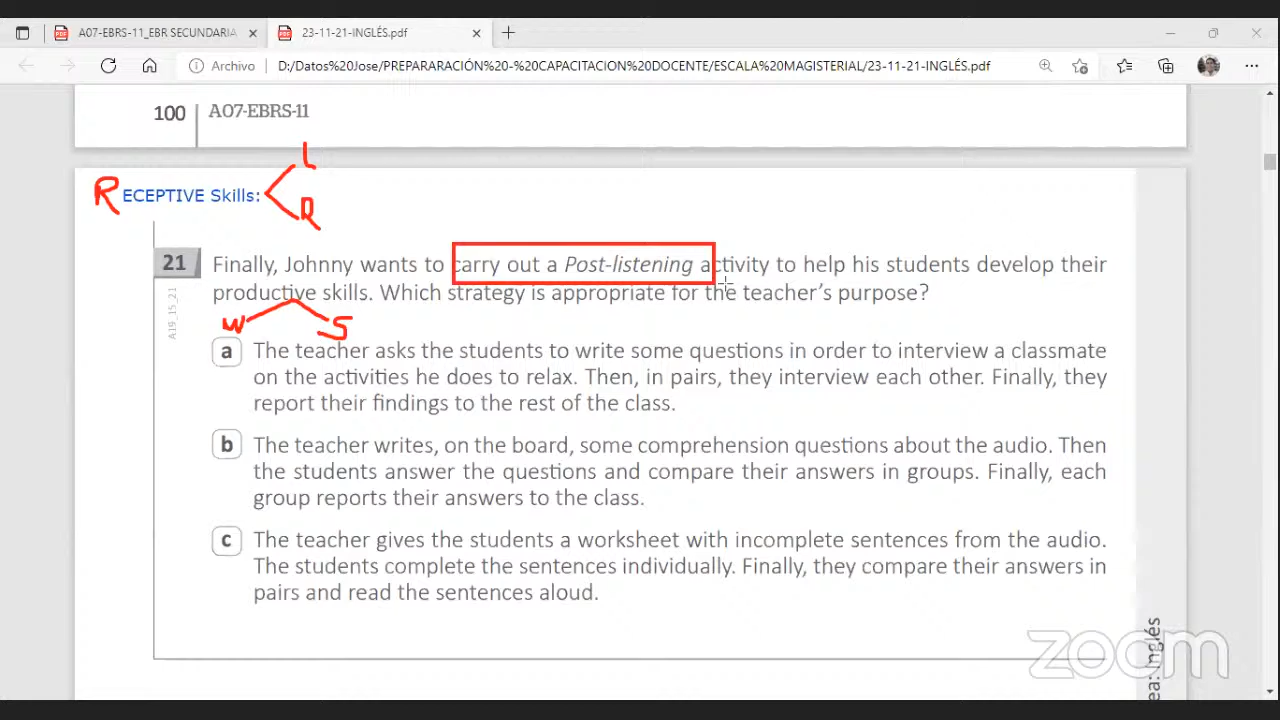 A07-EBRS-11_EBR SECUNDARIA
23-11-21-INGLÉS.pdf
Archivo
D:/Datos%20Jose/PREPARARACIÓN%20-%20CAPACITACION%20DOCENTE/ESCALA%20MAGISTERIAL/23-11-21-INGLÉS.pdf
100
A07-EBRS-11
L
RECEPTIVE Skills:
R
21 Finally, Johnny wants to carry out a Post-listening activity to help his students develop their
productive skills. Which strategy is appropriate for the teacher's purpose?
A19_15_21
W S
a The teacher asks the students to write some questions in order to interview a classmate
on the activities he does to relax. Then, in pairs, they interview each other. Finally, they
report their findings to the rest of the class.
b The teacher writes, on the board, some comprehension questions about the audio. Then
the students answer the questions and compare their answers in groups. Finally, each
group reports their answers to the class.
c The teacher gives the students a worksheet with incomplete sentences from the audio.
The students complete the sentences individually. Finally, they compare their answers in
pairs and read the sentences aloud.
zoom
ea: Inglés